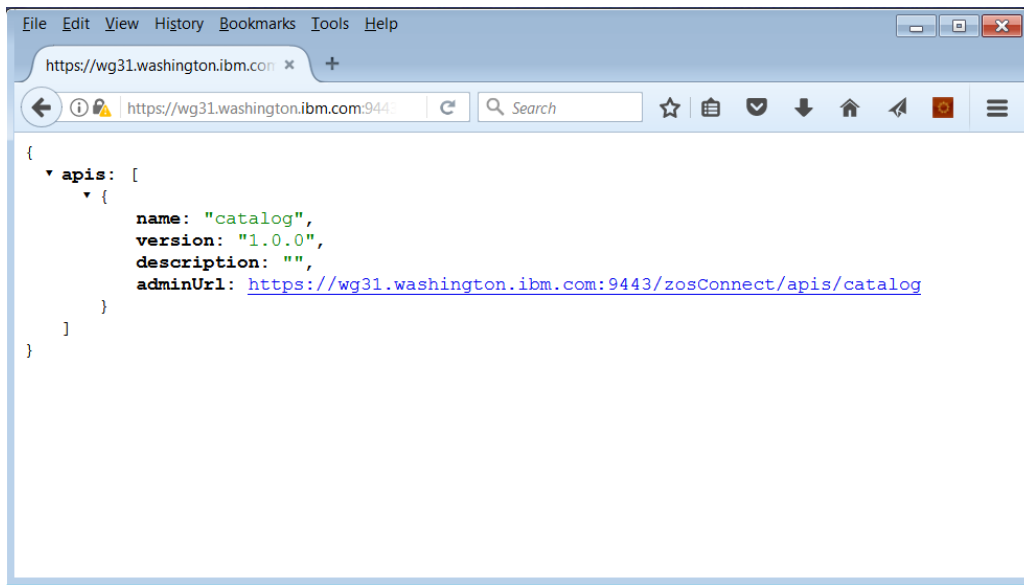 File Edit View History Bookmarks Tools Help
https://wg31.washington.ibm.com
https://wg31.washington.ibm.com:944
Search
{
apis: [
{
name: "catalog",
version: "1.0.0",
description: "",
adminUrl: https://wg31.washington.ibm.com:9443/zosConnect/apis/catalog
}
]
}